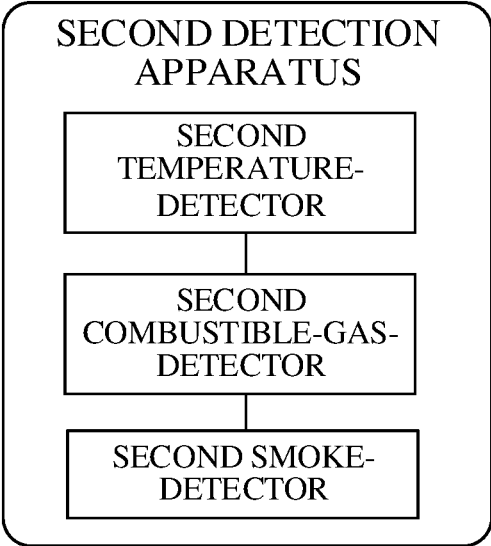 SECOND DETECTION
APPARATUS
SECOND
TEMPERATURE-
DETECTOR
SECOND
COMBUSTIBLE-GAS-
DETECTOR
SECOND SMOKE-
DETECTOR